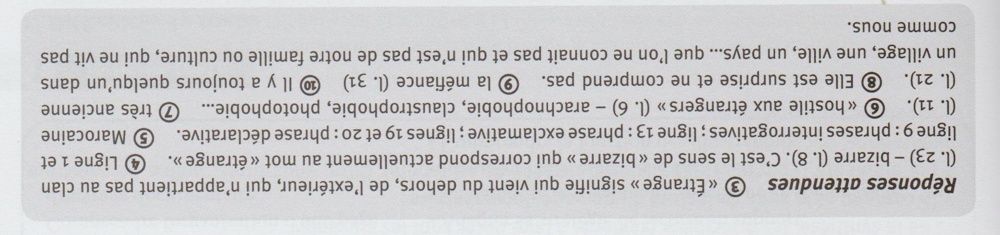 Réponses attendues ③ « Étrange » signifie qui vient du dehors, de l'extérieur, qui n'appartient pas au clan
(l. 23) – bizarre (l. 8). C'est le sens de « bizarre » qui correspond actuellement au mot « étrange ». ④ Ligne 1 et
ligne 9 : phrases interrogatives ; ligne 13 : phrase exclamative ; lignes 19 et 20 : phrase déclarative. ⑤ Marocaine
(l. 11). ⑥ « hostile aux étrangers » (l. 6) – arachnophobie, claustrophobie, photophobie... ⑦ très ancienne
(l. 21). ⑧ Elle est surprise et ne comprend pas. ⑨ la méfiance (l. 31) ⑩ Il y a toujours quelqu'un dans
un village, une ville, un pays... que l'on ne connait pas et qui n'est pas de notre famille ou culture, qui ne vit pas
comme nous.